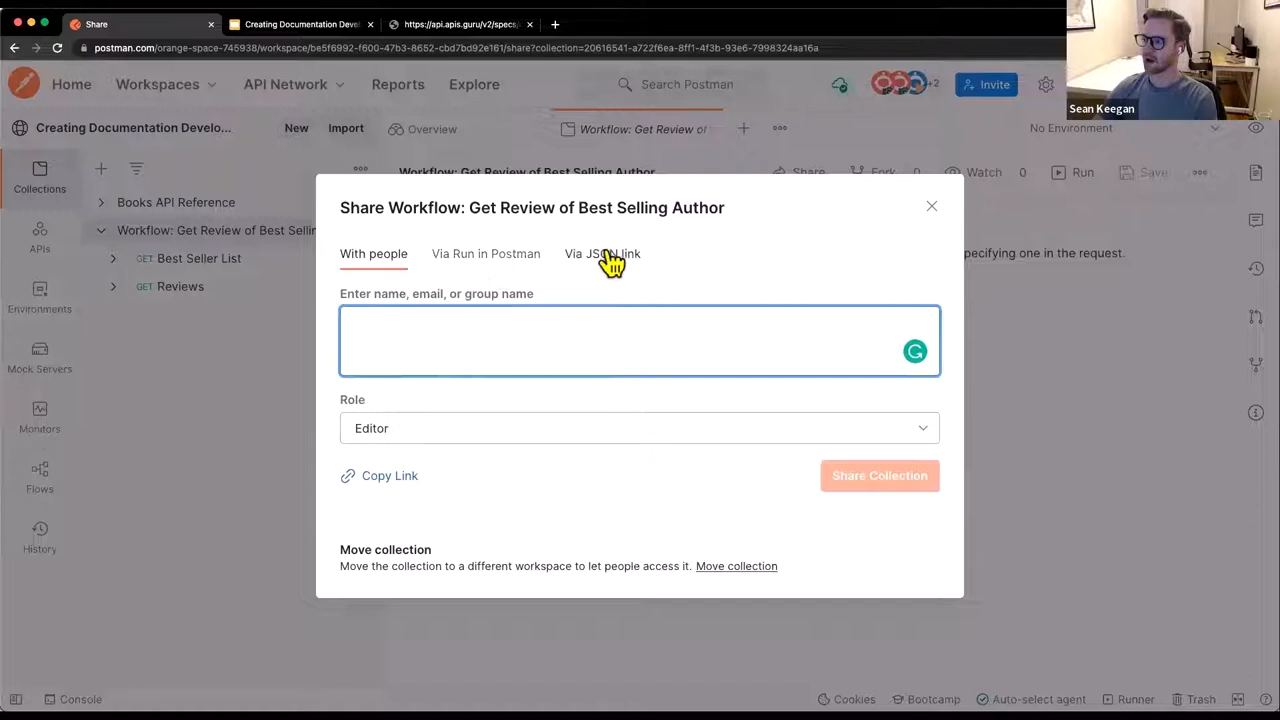 Share
Creating Documentation Devel
https://api.apis.guru/v2/specs/
postman.com/orange-space-745938/workspace/be5f6992-f600-47b3-8652-cbd7bd92e161/share?collection=20616541-a722f6ea-8ff1-4f3b-93e6-7998324aa16a
Sean Keegan
Home
Workspaces
API Network
Reports
Explore
Search Postman
+2
Invite
Creating Documentation Develo...
New
Import
Overview
Workflow: Get Review of
No Environment
Collections
APIs
Environments
Mock Servers
Monitors
Flows
History
Books API Reference
Workflow: Get Review of Best Sellin
GET Best Seller List
GET Reviews
Workflow: Get Review of Best Selling Author
Share
Fork
0
Watch
0
Run
Save
pecifying one in the request.
Share Workflow: Get Review of Best Selling Author
With people
Via Run in Postman
Via JSON link
Enter name, email, or group name
Role
Editor
Copy Link
Share Collection
Move collection
Move the collection to a different workspace to let people access it. Move collection
Console
Cookies
Bootcamp
Auto-select agent
Runner
Trash